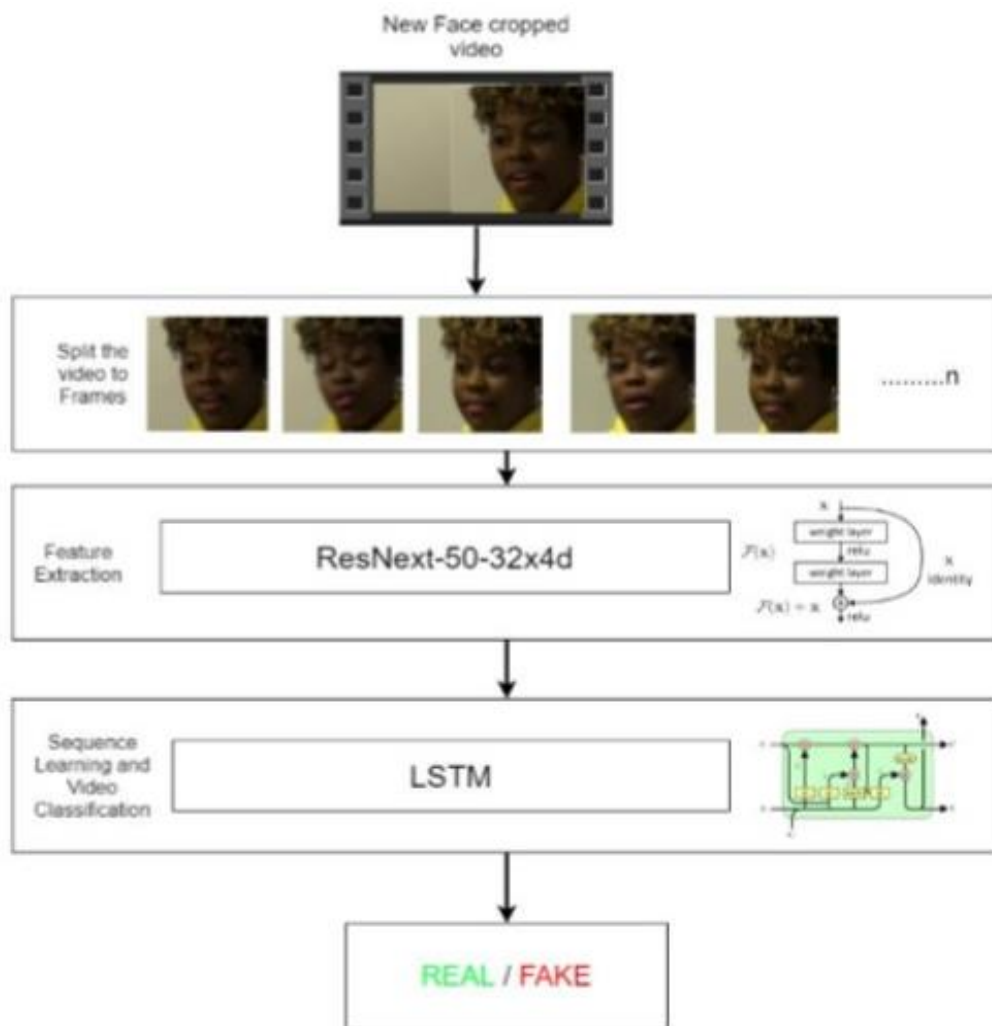 New Face cropped
video
Split the
video to
Frames
.........n
Feature
Extraction
ResNext-50-32x4d
x
weight layer
relu
F(x)
weight layer
x
identity
F(x) + x
relu
Sequence
Learning and
Video
Classification
LSTM
REAL / FAKE